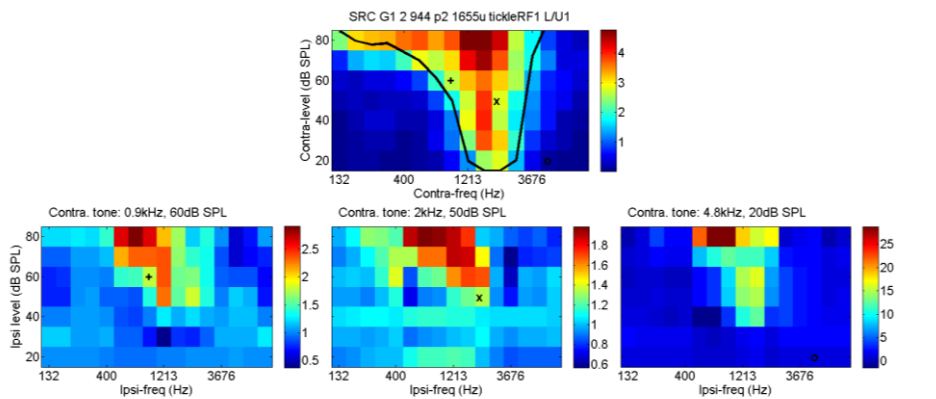 SRC G1 2 944 p2 1655u tickleRF1 L/U1
Contra-level (dB SPL)
80
60
40
20
132 400 1213 3676
Contra-freq (Hz)
4
3
2
1
+
x
o
Contra. tone: 0.9kHz, 60dB SPL
Ipsi level (dB SPL)
80
60
40
20
132 400 1213 3676
Ipsi-freq (Hz)
2.5
2
1.5
1
0.5
+
Contra. tone: 2kHz, 50dB SPL
132 400 1213 3676
Ipsi-freq (Hz)
1.8
1.6
1.4
1.2
1
0.8
0.6
x
Contra. tone: 4.8kHz, 20dB SPL
132 400 1213 3676
Ipsi-freq (Hz)
25
20
15
10
5
0
o